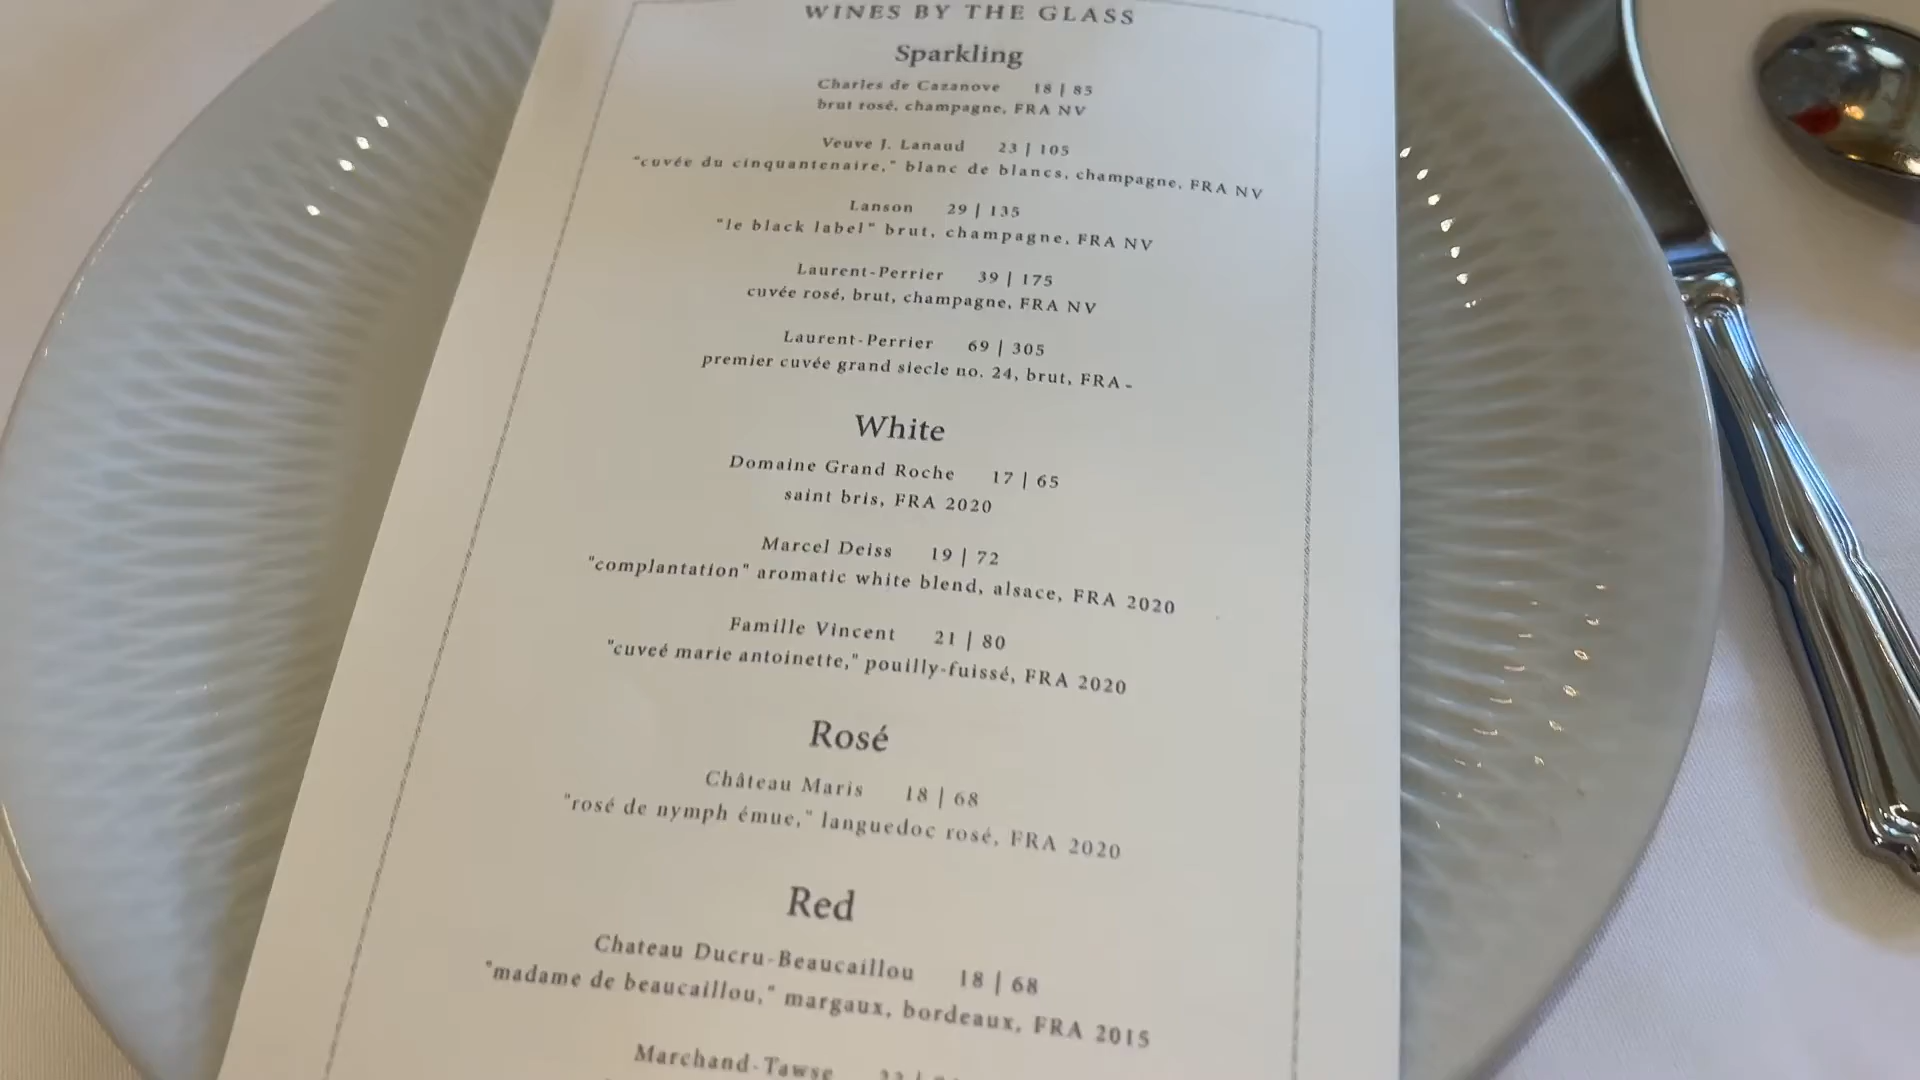 WINES BY THE GLASS
Sparkling
Charles de Cazanove 18 | 85
brut rosé, champagne, FRA NV
Veuve J. Lanaud 23 | 105
"cuvée du cinquantenaire," blanc de blancs, champagne, FRA NV
Lanson 29 | 135
"le black label" brut, champagne, FRA NV
Laurent-Perrier 39 | 175
cuvée rosé, brut, champagne, FRA NV
Laurent-Perrier 69 | 305
premier cuvée grand siecle no. 24, brut, FRA -
White
Domaine Grand Roche 17 | 65
saint bris, FRA 2020
Marcel Deiss 19 | 72
"complantation" aromatic white blend, alsace, FRA 2020
Famille Vincent 21 | 80
"cuveé marie antoinette," pouilly-fuissé, FRA 2020
Rosé
Château Maris 18 | 68
"rosé de nymph émue," languedoc rosé, FRA 2020
Red
Chateau Ducru-Beaucaillou 18 | 68
"madame de beaucaillou," margaux, bordeaux, FRA 2015
Marchand-Tawse